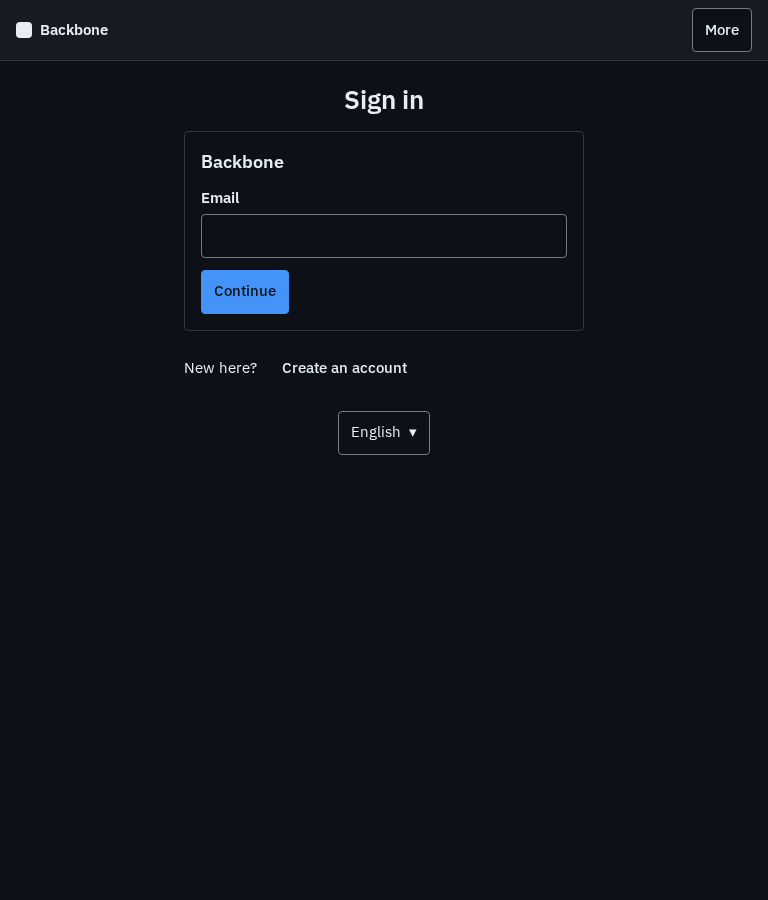 Backbone
More
Sign in
Backbone
Email
Continue
New here? Create an account
English ▾